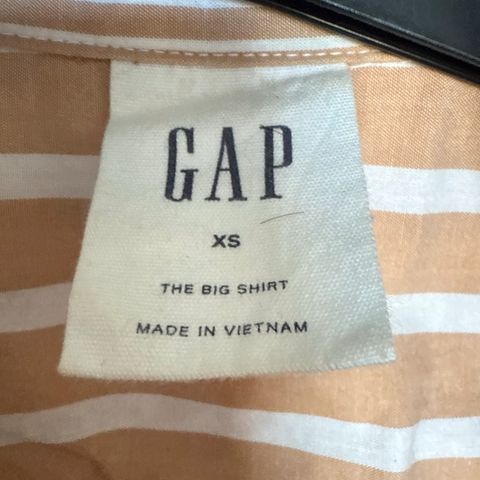 GAP
XS
THE BIG SHIRT
MADE IN VIETNAM